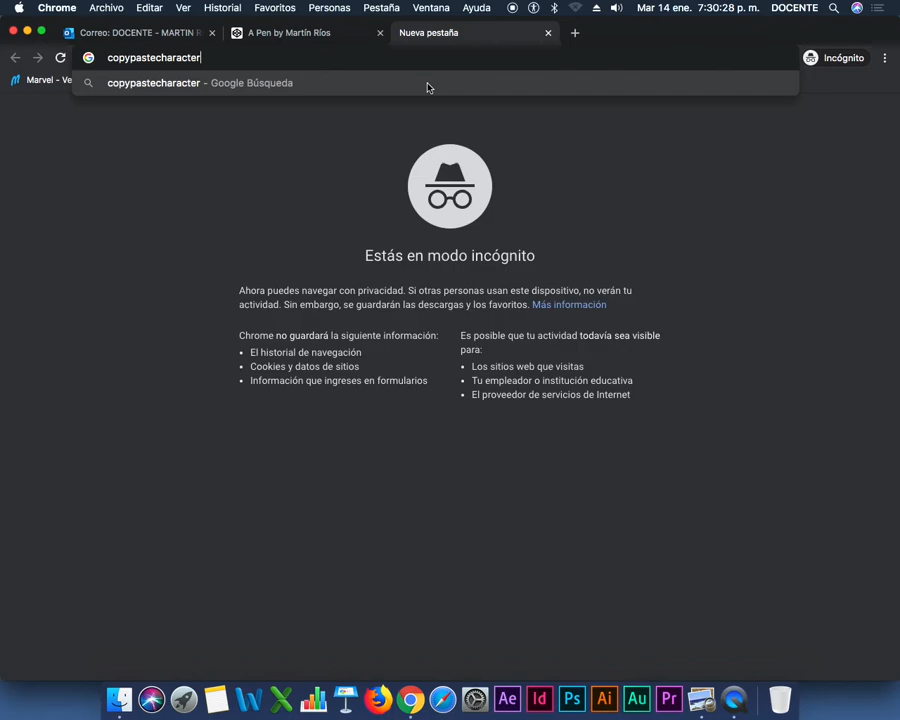 Chrome Archivo Editar Ver Historial Favoritos Personas Pestaña Ventana Ayuda Mar 14 ene. 7:30:28 p. m. DOCENTE
Correo: DOCENTE - MARTIN R A Pen by Martín Ríos Nueva pestaña
copypastecharacter Incógnito
Marvel - Ve
copypastecharacter - Google Búsqueda
Estás en modo incógnito
Ahora puedes navegar con privacidad. Si otras personas usan este dispositivo, no verán tu
actividad. Sin embargo, se guardarán las descargas y los favoritos. Más información
Chrome no guardará la siguiente información:
• El historial de navegación
• Cookies y datos de sitios
• Información que ingreses en formularios
Es posible que tu actividad todavía sea visible
para:
• Los sitios web que visitas
• Tu empleador o institución educativa
• El proveedor de servicios de Internet
Ae Id Ps Ai Au Pr